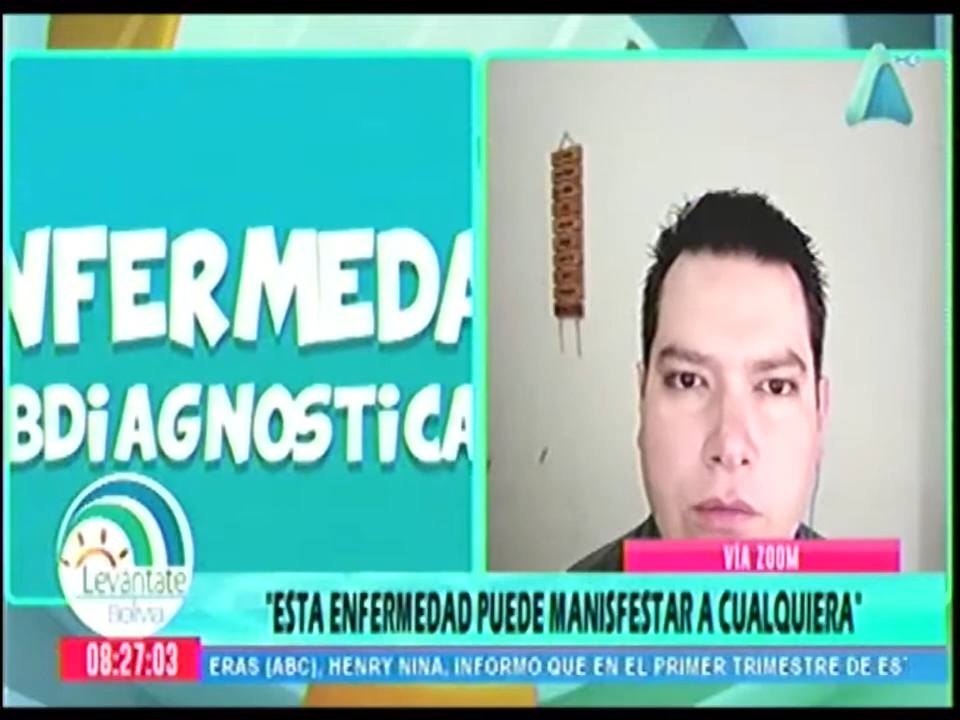 NFERMEDA
BDiAGNOSTiCA
VÍA ZOOM
Levántate
Bolivia
"ESTA ENFERMEDAD PUEDE MANISFESTAR A CUALQUIERA"
08:27:03
ERAS (ABC), HENRY NINA, INFORMO QUE EN EL PRIMER TRIMESTRE DE ES